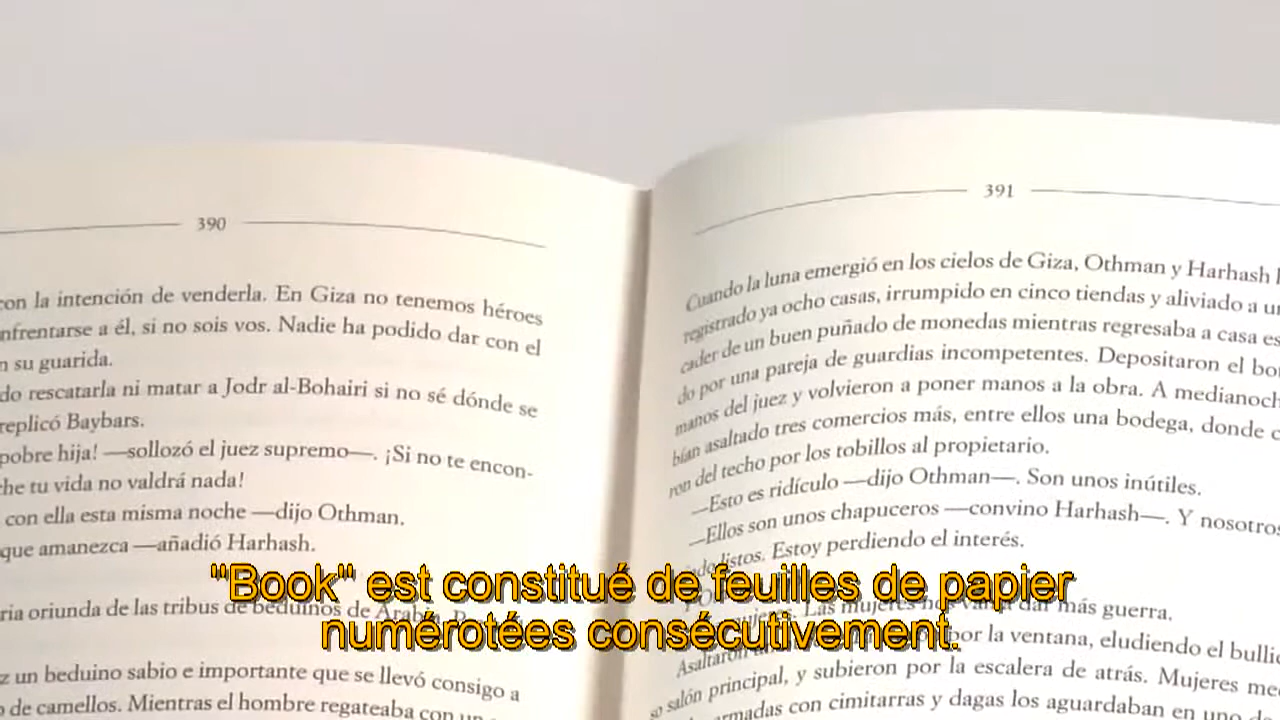 390
con la intención de venderla. En Giza no tenemos héroes
nfrentarse a él, si no sois vos. Nadie ha podido dar con el
n su guarida.
do rescatarla ni matar a Jodr al-Bohairi si no sé dónde se
replicó Baybars.
pobre hija! —sollozó el juez supremo—. ¡Si no te encon-
che tu vida no valdrá nada!
con ella esta misma noche —dijo Othman.
que amanezca —añadió Harhash.
ria oriunda de las tribus de beduinos de Arabia.
z un beduino sabio e importante que se llevó consigo a
o de camellos. Mientras el hombre regateaba con un
391
Cuando la luna emergió en los cielos de Giza, Othman y Harhash
registrado ya ocho casas, irrumpido en cinco tiendas y aliviado a un
cader de un buen puñado de monedas mientras regresaba a casa es
do por una pareja de guardias incompetentes. Depositaron el bo
manos del juez y volvieron a poner manos a la obra. A medianoch
bían asaltado tres comercios más, entre ellos una bodega, donde c
ron del techo por los tobillos al propietario.
—Esto es ridículo —dijo Othman—. Son unos inútiles.
—Ellos son unos chapuceros —convino Harhash—. Y nosotros
listos. Estoy perdiendo el interés.
mujeres. Las mujeres nos van a dar más guerra.
Asaltaron por la ventana, eludiendo el bullic
so salón principal, y subieron por la escalera de atrás. Mujeres me
armadas con cimitarras y dagas los aguardaban en uno de
"Book" est constitué de feuilles de papier
numérotées consécutivement.